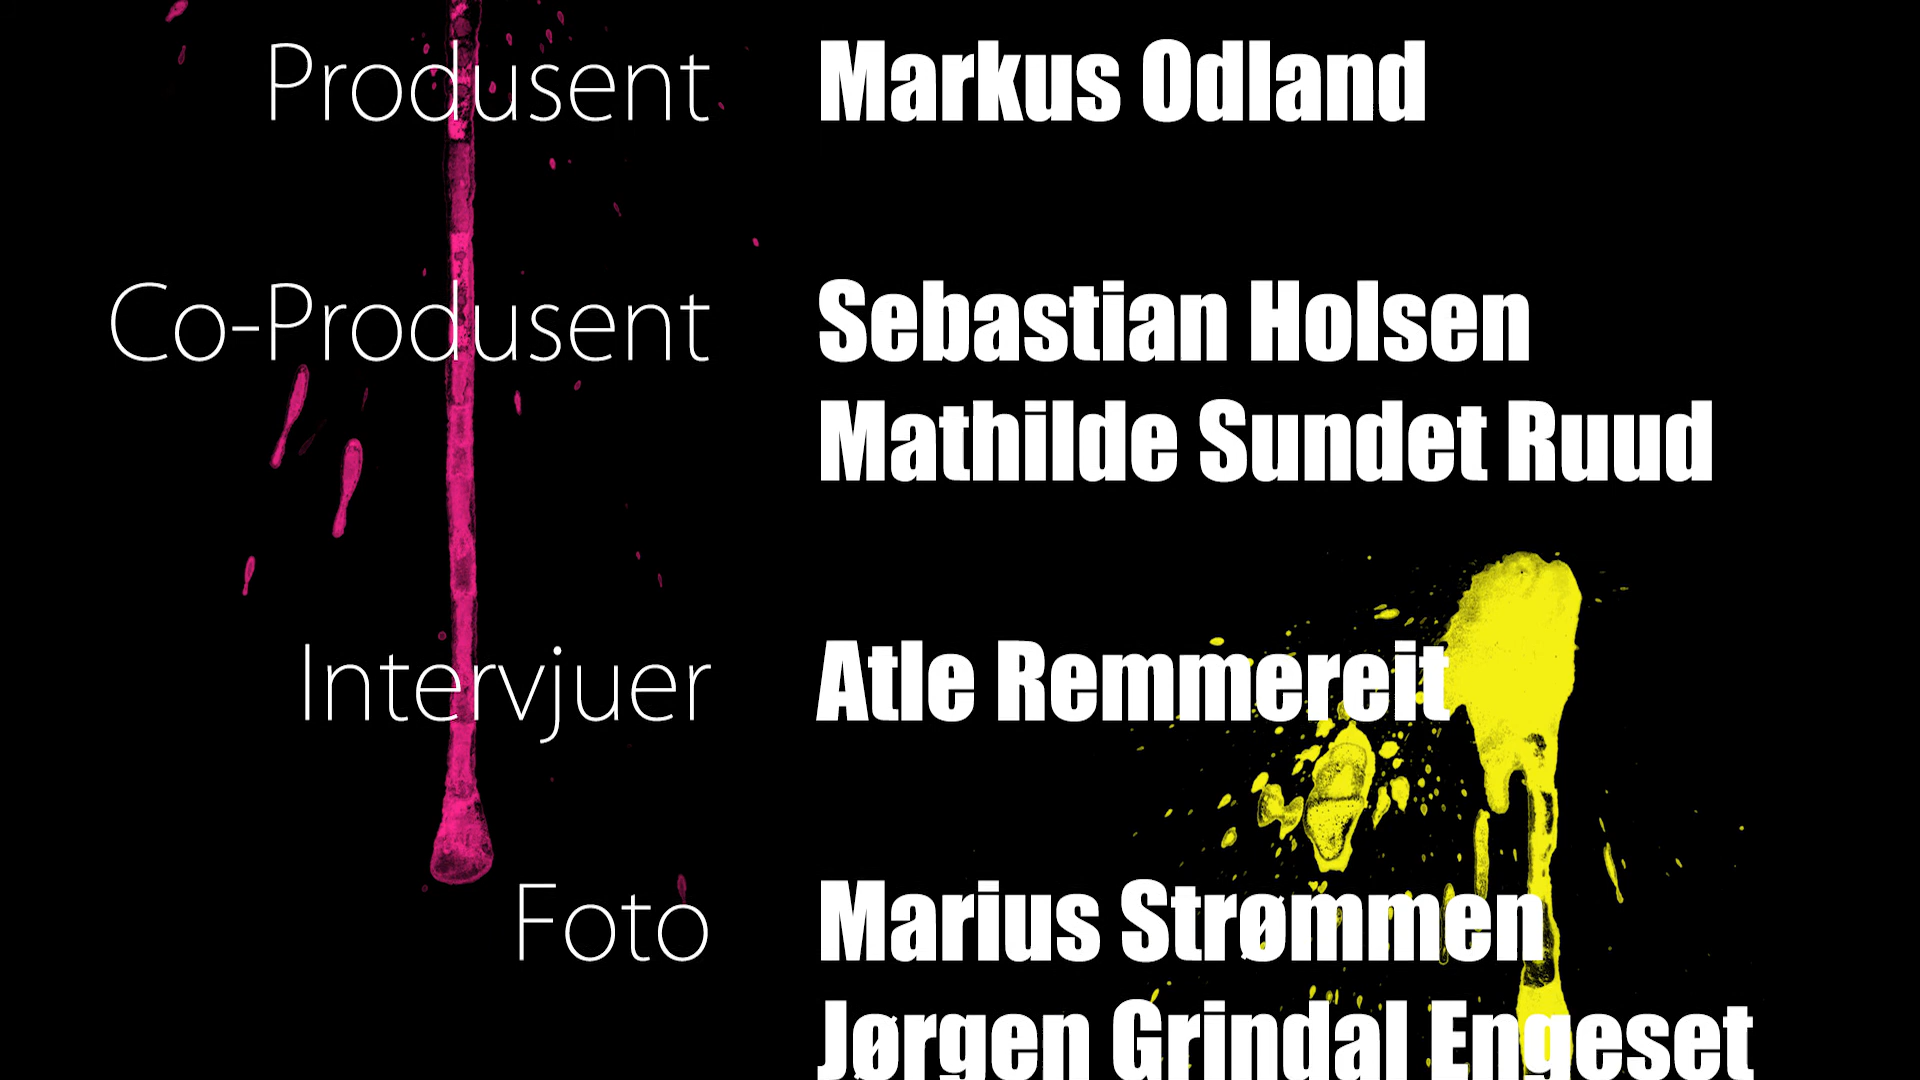 Produsent Markus Odland
Co-Produsent Sebastian Holsen
Mathilde Sundet Ruud
Intervjuer Atle Remmereit
Foto Marius Strømmen
Jørgen Grindal Engeset